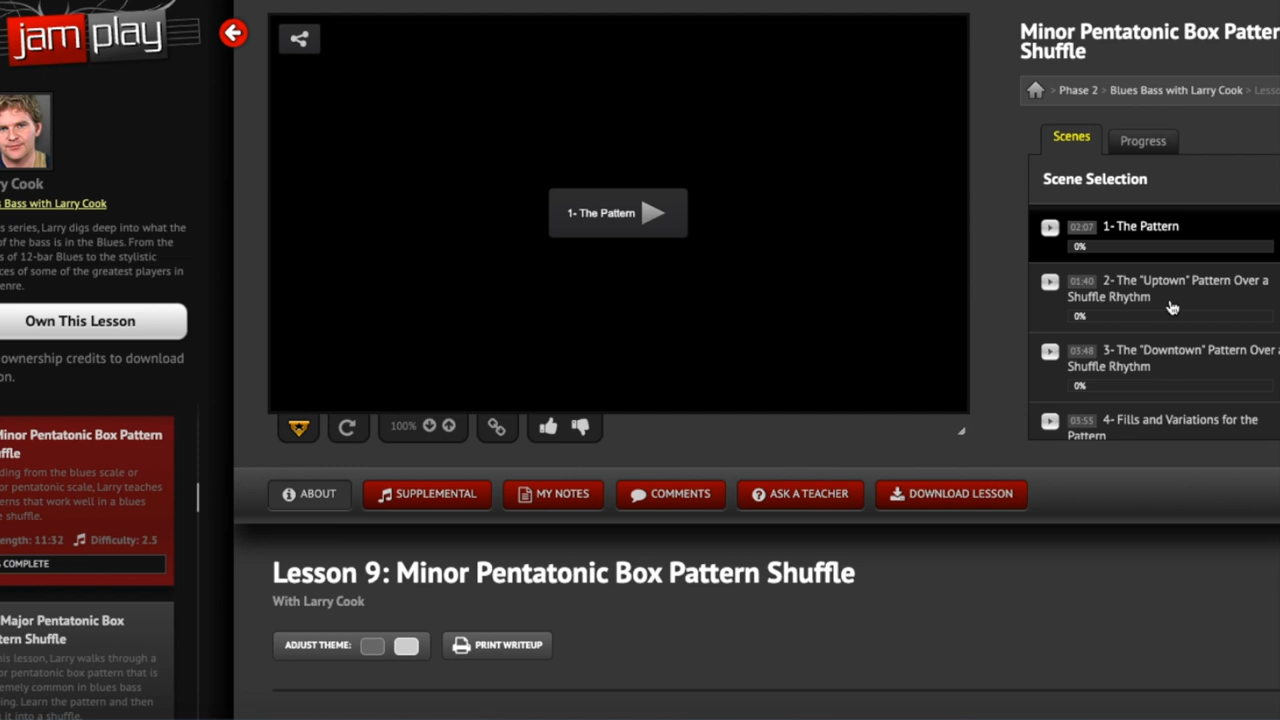 jam play
y Cook
s Bass with Larry Cook
s series, Larry digs deep into what the
of the bass is in the Blues. From the
s of 12-bar Blues to the stylistic
ces of some of the greatest players in
enre.
Own This Lesson
ownership credits to download
on.
Minor Pentatonic Box Pattern
ffle
ding from the blues scale or
or pentatonic scale, Larry teaches
erns that work well in a blues
e shuffle.
ength: 11:32 Difficulty: 2.5
COMPLETE
Major Pentatonic Box
tern Shuffle
his lesson, Larry walks through a
or pentatonic box pattern that is
emely common in blues bass
ing. Learn the pattern and then
it into a shuffle.
1- The Pattern
100%
ABOUT
SUPPLEMENTAL
MY NOTES
COMMENTS
ASK A TEACHER
DOWNLOAD LESSON
Lesson 9: Minor Pentatonic Box Pattern Shuffle
With Larry Cook
ADJUST THEME:
PRINT WRITEUP
Minor Pentatonic Box Patter
Shuffle
> Phase 2 > Blues Bass with Larry Cook > Lesso
Scenes
Progress
Scene Selection
02:07 1- The Pattern
0%
01:40 2- The "Uptown" Pattern Over a
Shuffle Rhythm
0%
03:48 3- The "Downtown" Pattern Over a
Shuffle Rhythm
0%
03:55 4- Fills and Variations for the
Pattern